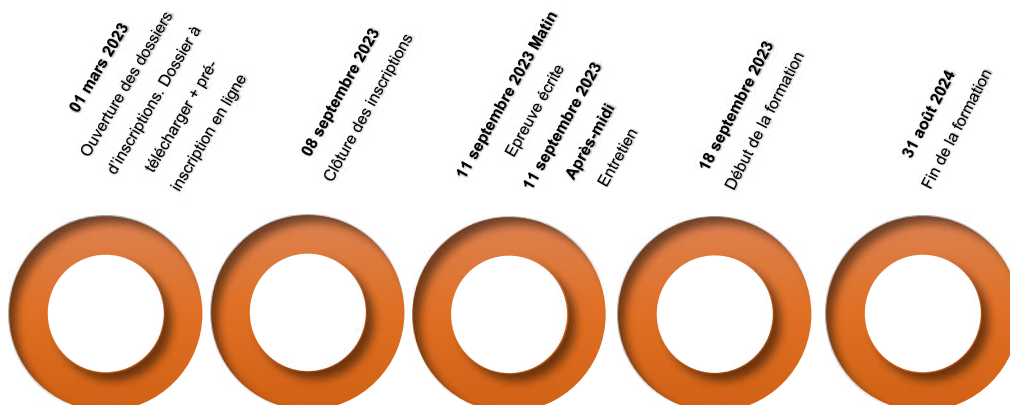 01 mars 2023
Ouverture des dossiers
d'inscriptions. Dossier à
télécharger + pré-
inscription en ligne
08 septembre 2023
Clôture des inscriptions
11 septembre 2023 Matin
Epreuve écrite
11 septembre 2023
Après-midi
Entretien
18 septembre 2023
Début de la formation
31 août 2024
Fin de la formation